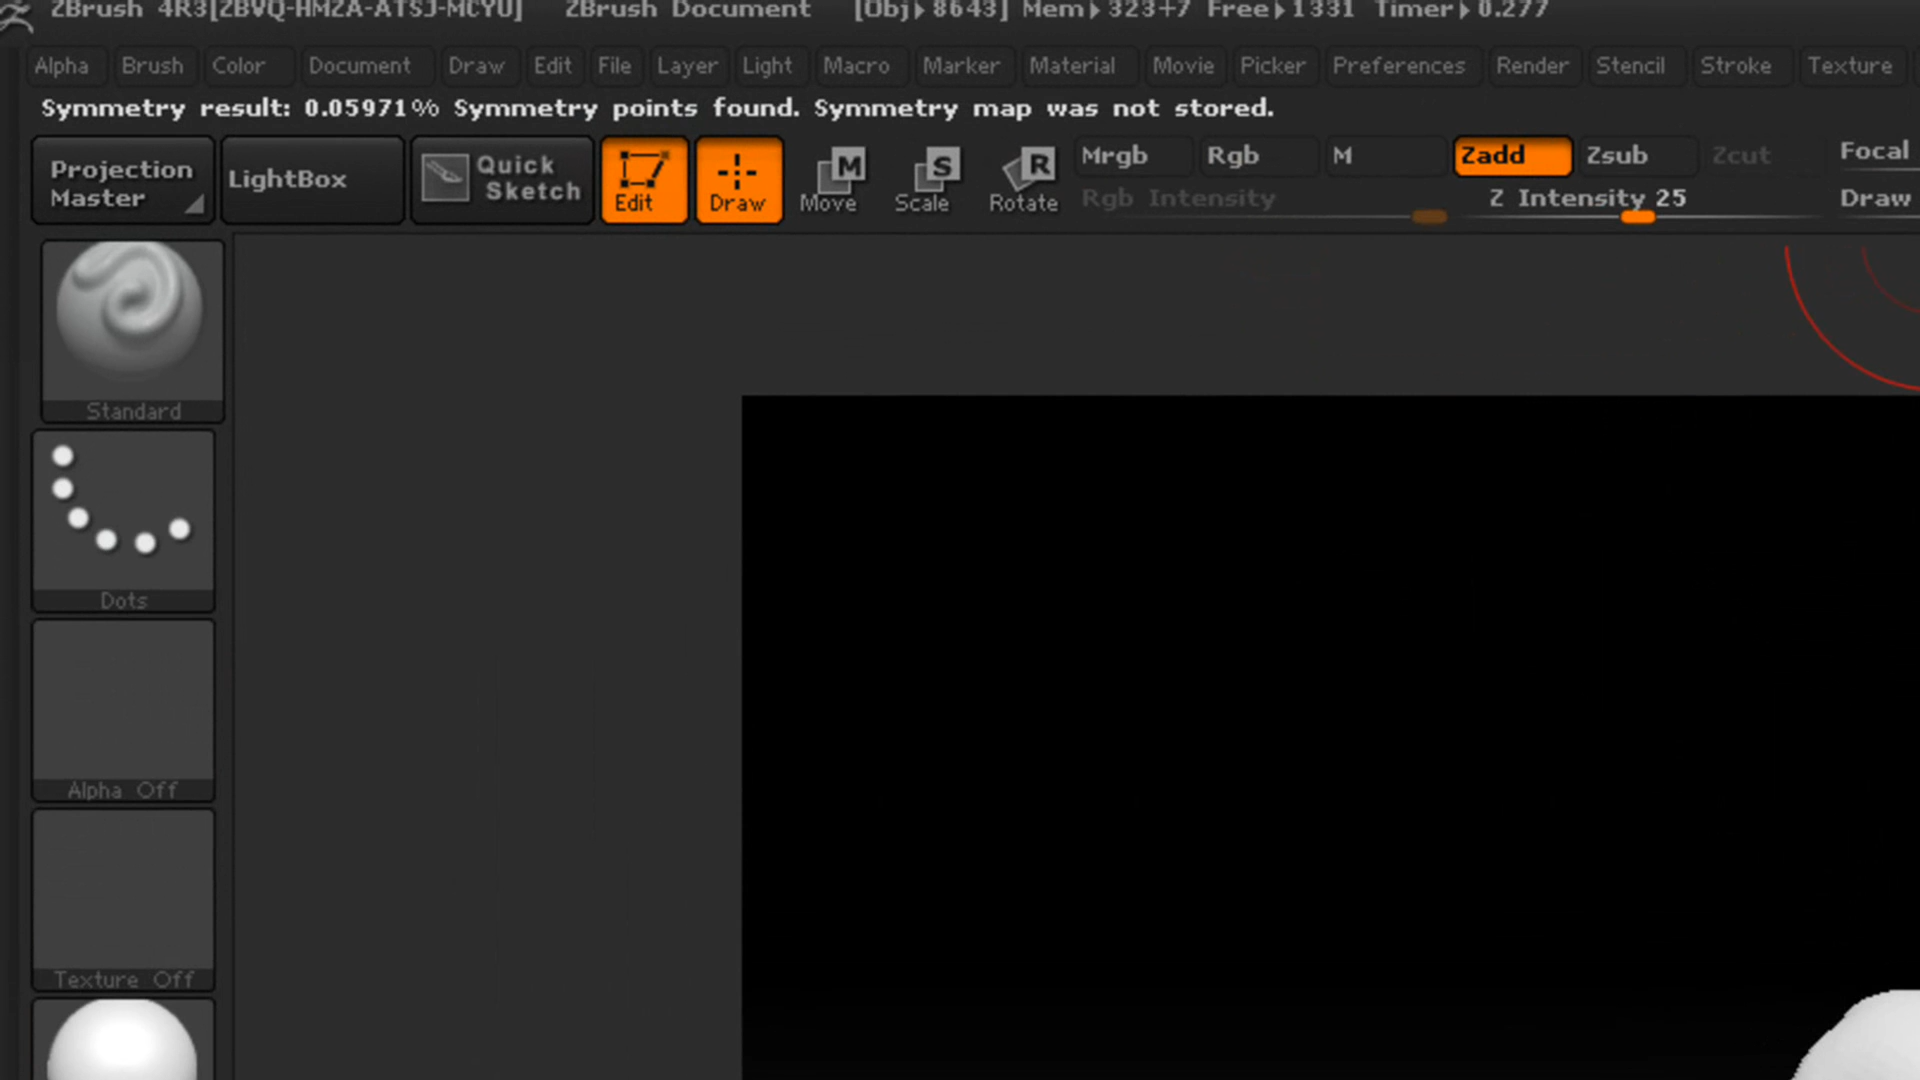 ZBrush 4R3[ZBVQ-HMZA-ATSJ-MCYU] ZBrush Document [Obj▸8643] Mem▸323+7 Free▸1331 Timer▸0.277
Alpha Brush Color Document Draw Edit File Layer Light Macro Marker Material Movie Picker Preferences Render Stencil Stroke Texture
Symmetry result: 0.05971% Symmetry points found. Symmetry map was not stored.
Projection Master
LightBox
Quick Sketch
Edit
Draw
M Move
S Scale
R Rotate
Mrgb Rgb M Zadd Zsub Zcut Focal
Rgb Intensity Z Intensity 25 Draw
Standard
Dots
Alpha Off
Texture Off